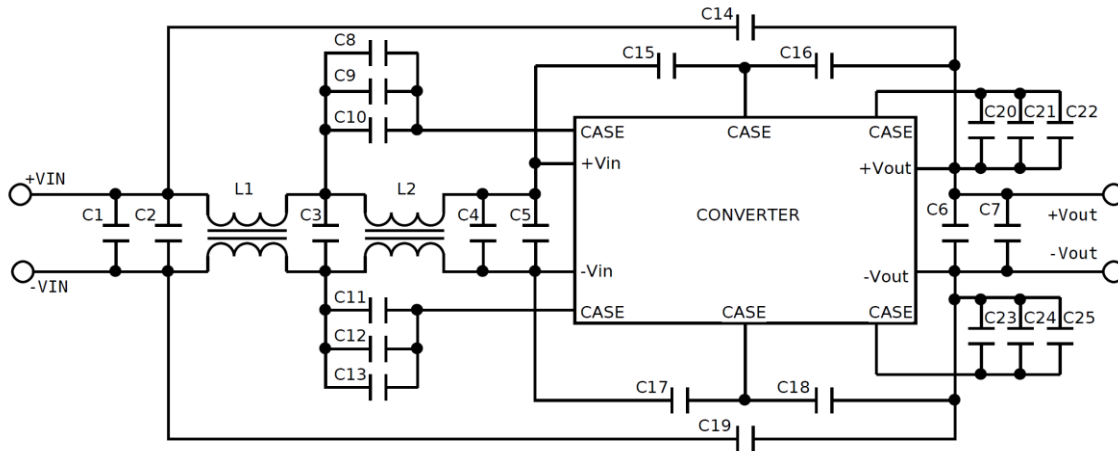 C14
C8
C15
C16
C9
C10
C20
C21
C22
CASE
CASE
CASE
+Vin
+Vout
+VIN
L1
L2
C1
C2
C3
C4
C5
CONVERTER
C6
C7
+Vout
-Vout
-VIN
-Vin
-Vout
C11
CASE
CASE
CASE
C23
C24
C25
C12
C13
C17
C18
C19